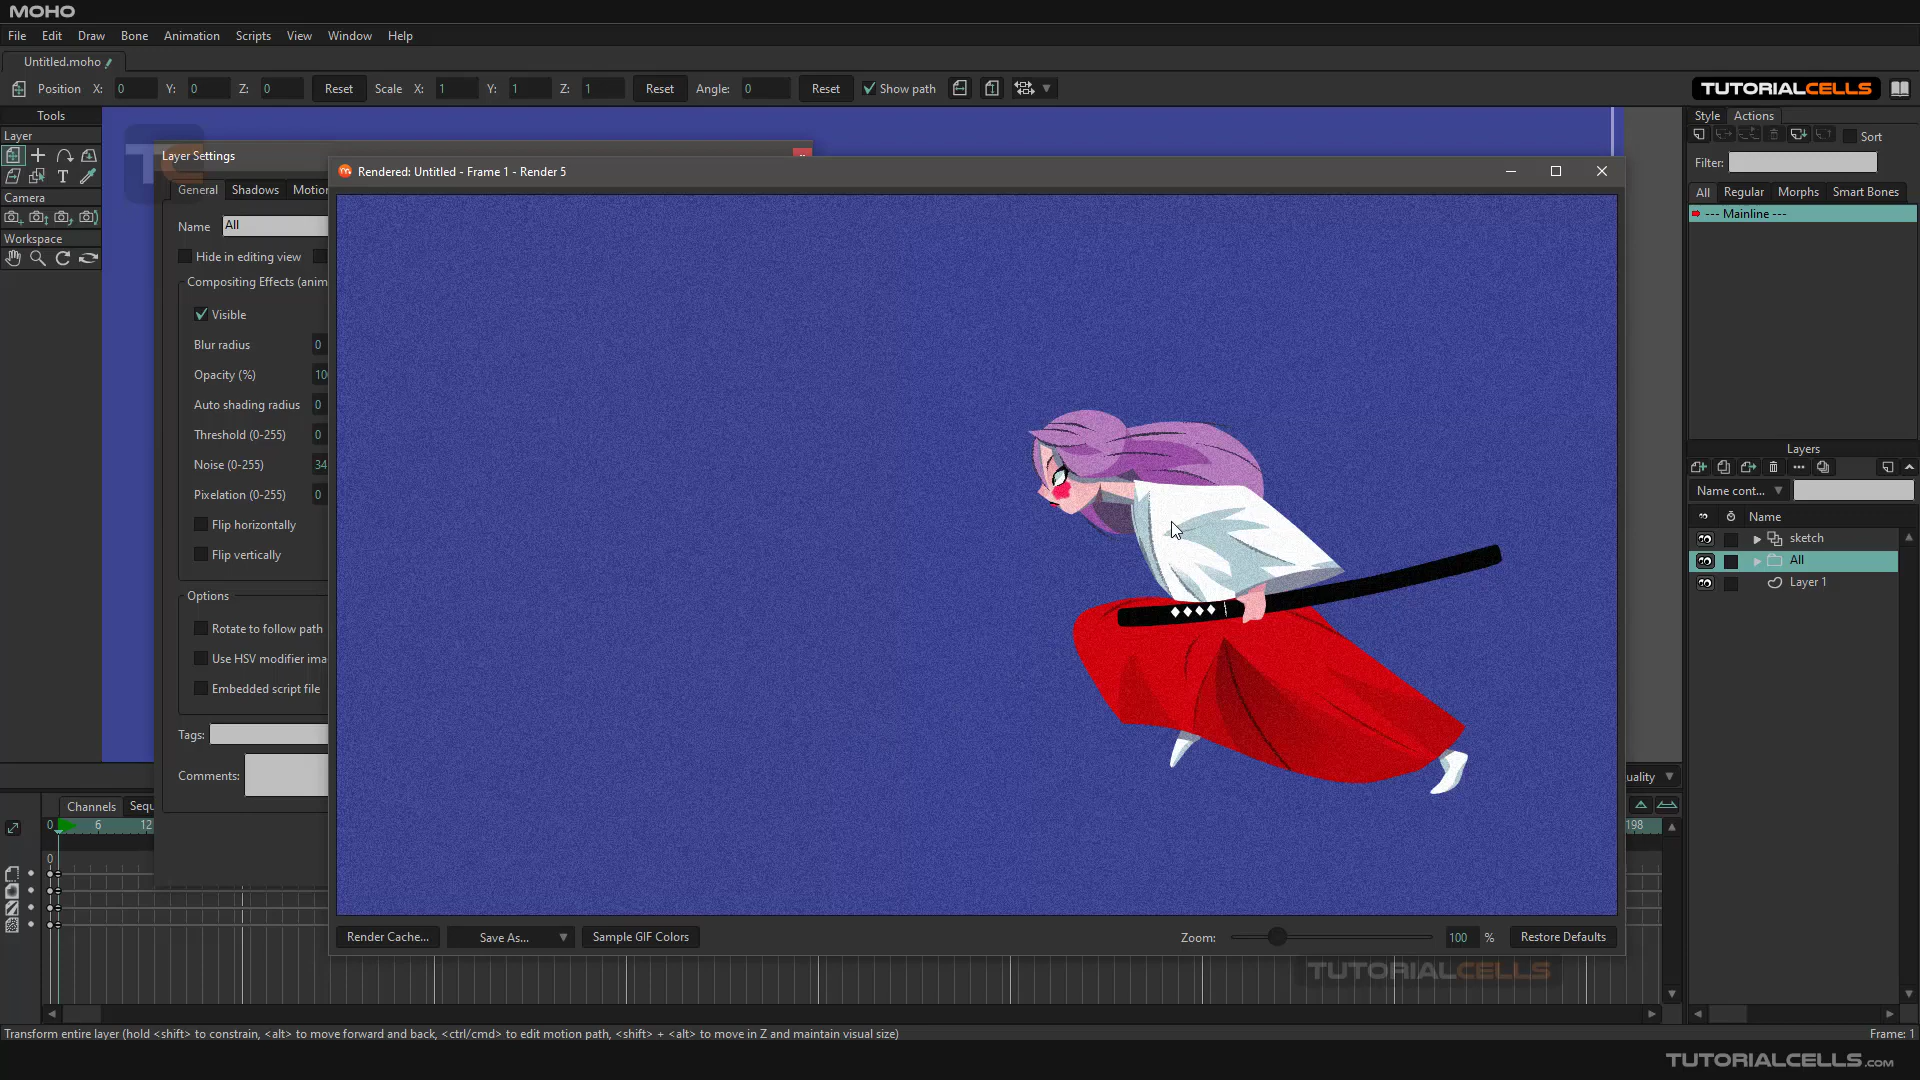 MOHO
File Edit Draw Bone Animation Scripts View Window Help
Untitled.moho
Position X: 0 Y: 0 Z: 0 Reset Scale X: 1 Y: 1 Z: 1 Reset Angle: 0 Reset Show path
TUTORIALCELLS
Tools
Layer
Camera
Workspace
Layer Settings
General Shadows Motion
Name All
Hide in editing view
Compositing Effects (anim
Visible
Blur radius 0
Opacity (%) 100
Auto shading radius 0
Threshold (0-255) 0
Noise (0-255) 34
Pixelation (0-255) 0
Flip horizontally
Flip vertically
Options
Rotate to follow path
Use HSV modifier ima
Embedded script file
Tags:
Comments:
Rendered: Untitled - Frame 1 - Render 5
Render Cache... Save As... Sample GIF Colors Zoom: 100 % Restore Defaults
TUTORIALCELLS
Style Actions
Sort
Filter:
All Regular Morphs Smart Bones
--- Mainline ---
Layers
Name cont...
Name
sketch
All
Layer 1
uality
Channels Sequ
0 6 12 198
0
Transform entire layer (hold <shift> to constrain, <alt> to move forward and back, <ctrl/cmd> to edit motion path, <shift> + <alt> to move in Z and maintain visual size) Frame: 1
TUTORIALCELLS.COM